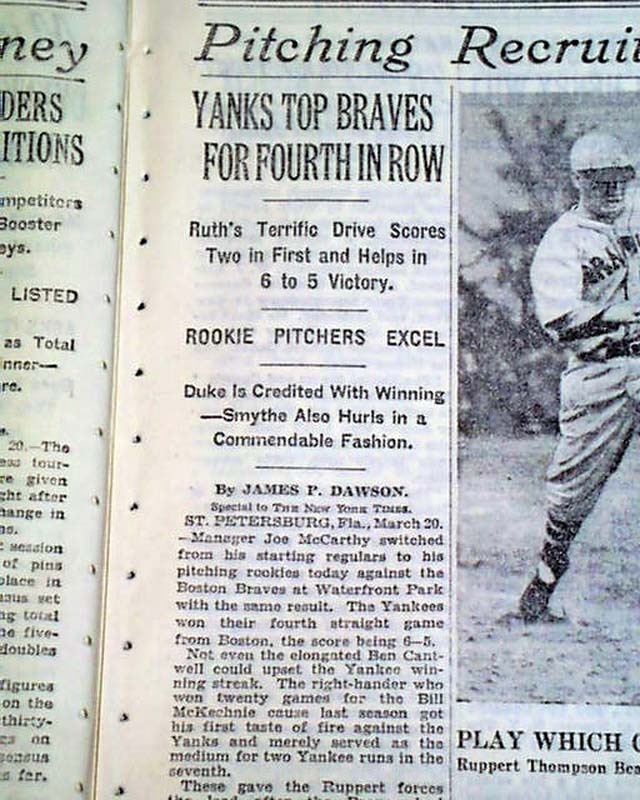 ney
DERS
ITIONS
mpetitors
Booster
eys.
LISTED
as Total
nner—
re.
20.—The
ess tour-
re given
ght after
hange in
session
of pins
place in
set
ng total
he five-
doubles
figures
on the
thirty-
on
s far.
Pitching Recruit
YANKS TOP BRAVES
FOR FOURTH IN ROW
Ruth's Terrific Drive Scores
Two in First and Helps in
6 to 5 Victory.
ROOKIE PITCHERS EXCEL
Duke Is Credited With Winning
—Smythe Also Hurls in a
Commendable Fashion.
By JAMES P. DAWSON.
Special to THE NEW YORK TIMES.
ST. PETERSBURG, Fla., March 20.
—Manager Joe McCarthy switched
from his starting regulars to his
pitching rookies today against the
Boston Braves at Waterfront Park
with the same result. The Yankees
won their fourth straight game
from Boston, the score being 6–5.
Not even the elongated Ben Cant-
well could upset the Yankee win-
ning streak. The right-hander who
won twenty games for the Bill
McKechnie cause last season got
his first taste of fire against the
Yanks and merely served as the
medium for two Yankee runs in the
seventh.
These gave the Ruppert forces
BRAV
PLAY WHICH
Ruppert Thompson Bea